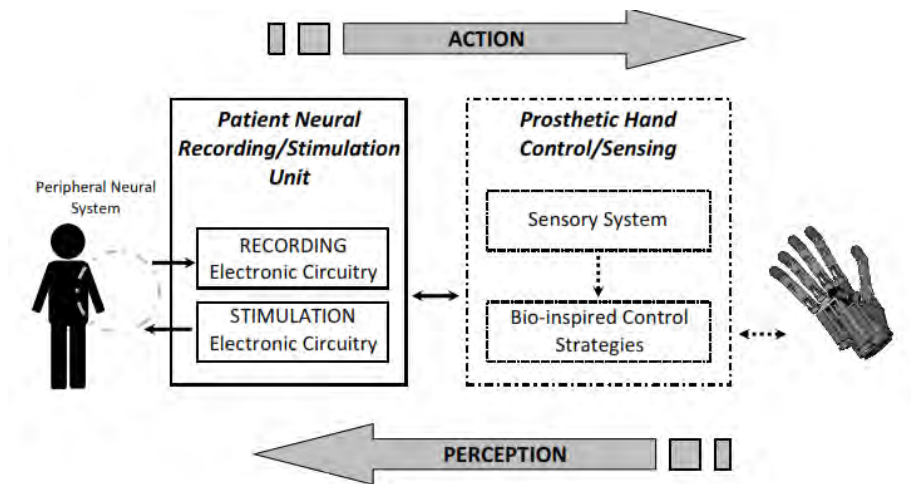 ACTION
Patient Neural
Recording/Stimulation
Unit
Prosthetic Hand
Control/Sensing
Peripheral Neural
System
RECORDING
Electronic Circuitry
STIMULATION
Electronic Circuitry
Sensory System
Bio-inspired Control
Strategies
PERCEPTION